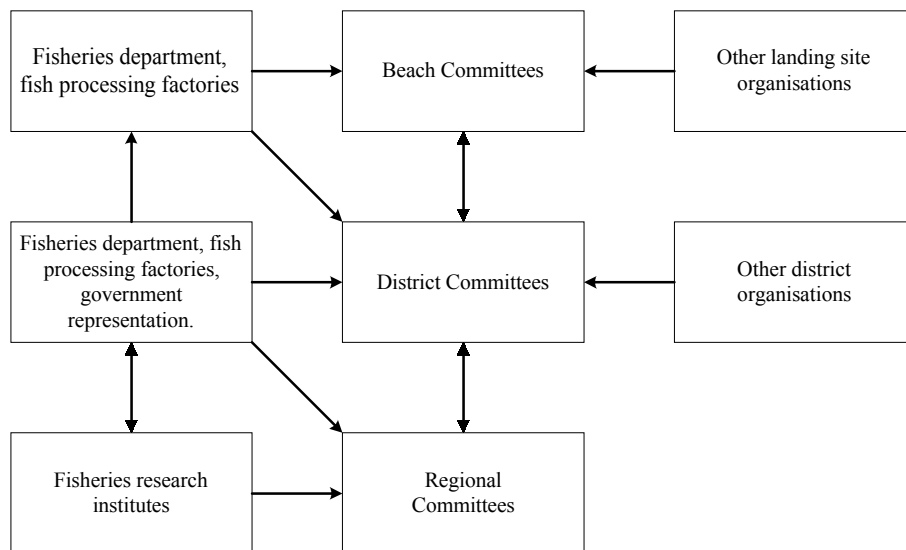 Fisheries department,
fish processing factories
Beach Committees
Other landing site
organisations
Fisheries department, fish
processing factories,
government
representation.
District Committees
Other district
organisations
Fisheries research
institutes
Regional
Committees